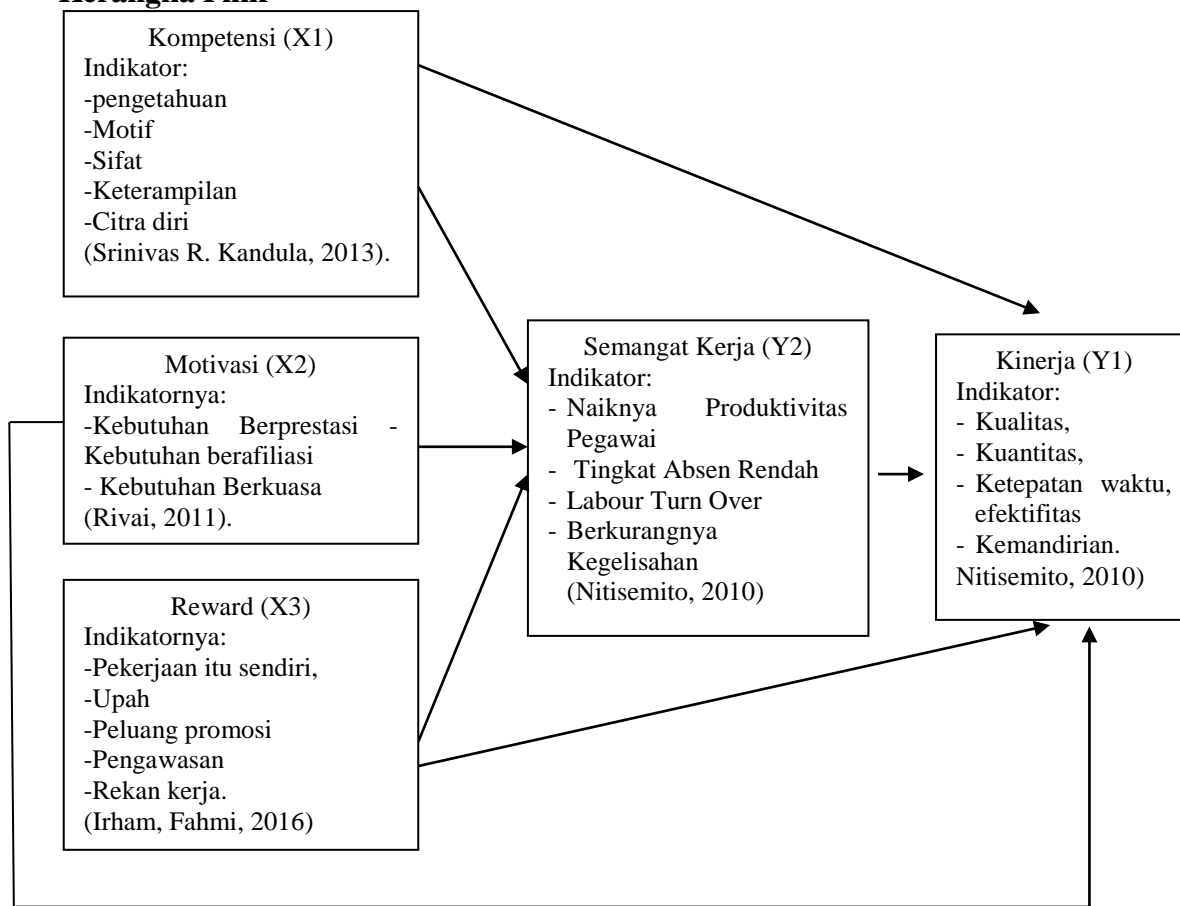 Kerangka Pikir
Kompetensi (X1)
Indikator:
-pengetahuan
-Motif
-Sifat
-Keterampilan
-Citra diri
(Srinivas R. Kandula, 2013).
Motivasi (X2)
Indikatornya:
-Kebutuhan Berprestasi -
Kebutuhan berafiliasi
- Kebutuhan Berkuasa
(Rivai, 2011).
Reward (X3)
Indikatornya:
-Pekerjaan itu sendiri,
-Upah
-Peluang promosi
-Pengawasan
-Rekan kerja.
(Irham, Fahmi, 2016)
Semangat Kerja (Y2)
Indikator:
- Naiknya Produktivitas
Pegawai
- Tingkat Absen Rendah
- Labour Turn Over
- Berkurangnya
Kegelisahan
(Nitisemito, 2010)
Kinerja (Y1)
Indikator:
- Kualitas,
- Kuantitas,
- Ketepatan waktu,
efektifitas
- Kemandirian.
Nitisemito, 2010)